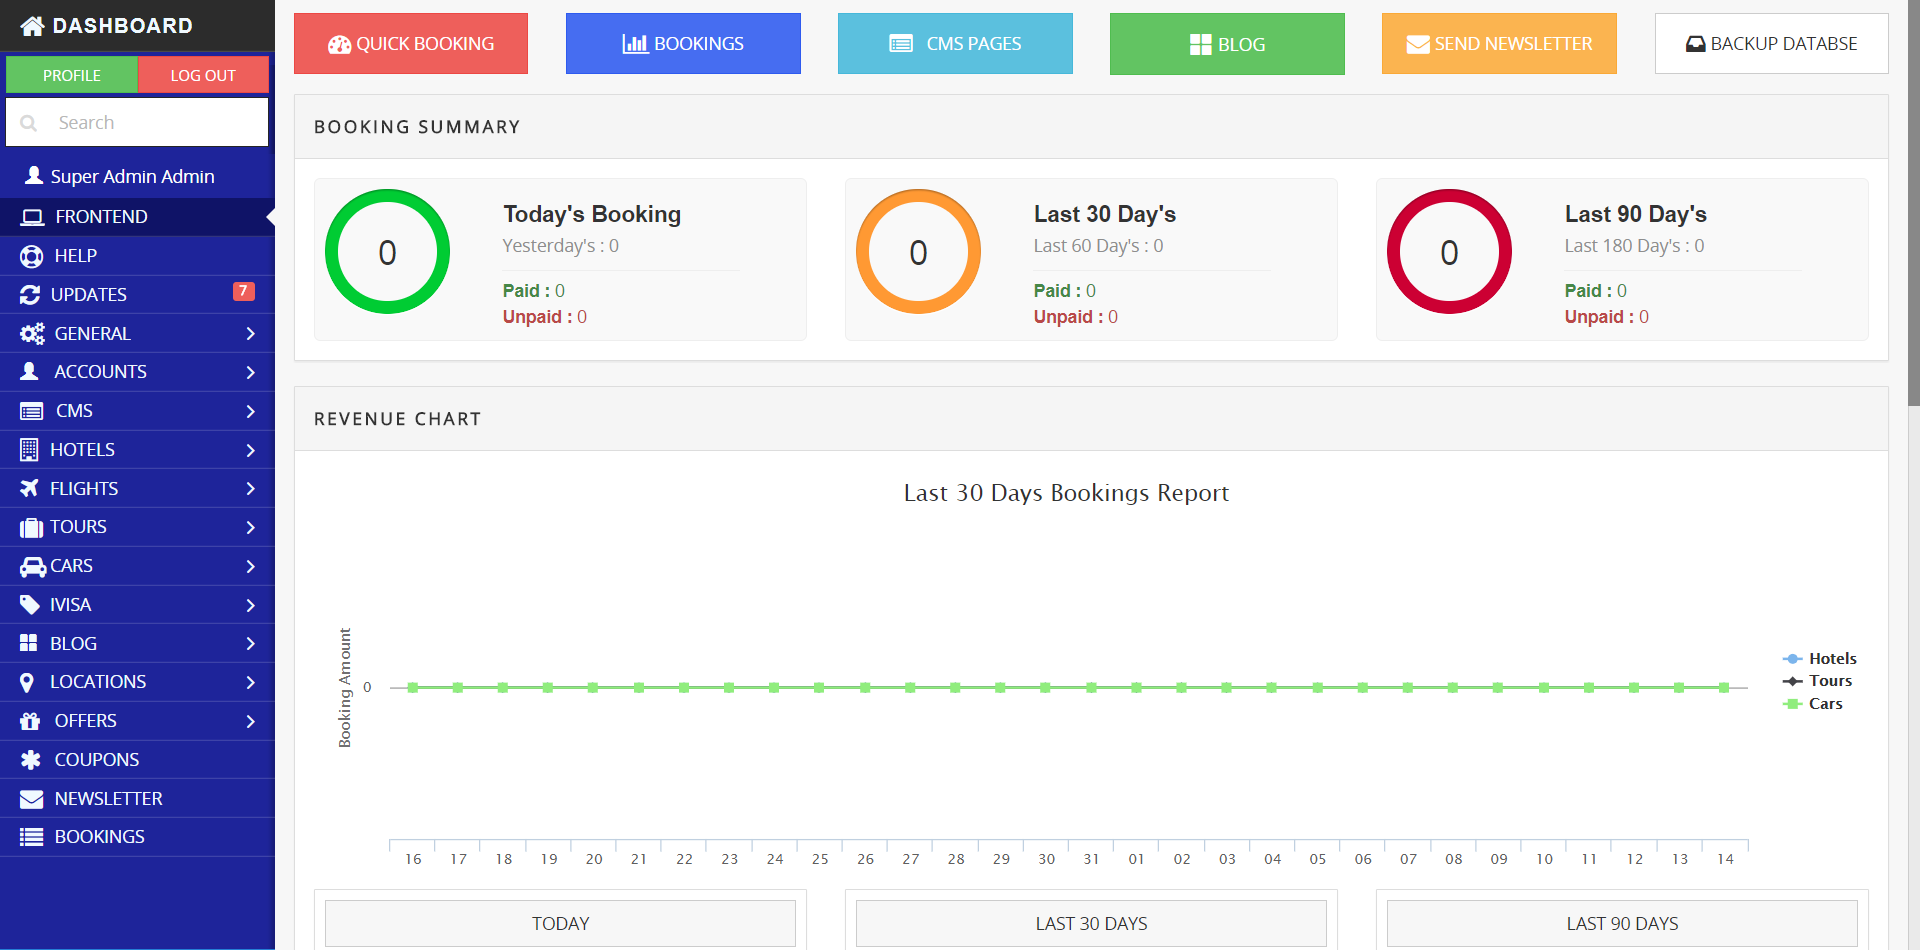 DASHBOARD
PROFILE
LOG OUT
Search
Super Admin Admin
FRONTEND
HELP
UPDATES
7
GENERAL
ACCOUNTS
CMS
HOTELS
FLIGHTS
TOURS
CARS
IVISA
BLOG
LOCATIONS
OFFERS
COUPONS
NEWSLETTER
BOOKINGS
QUICK BOOKING
BOOKINGS
CMS PAGES
BLOG
SEND NEWSLETTER
BACKUP DATABSE
BOOKING SUMMARY
0
Today's Booking
Yesterday's : 0
Paid : 0
Unpaid : 0
0
Last 30 Day's
Last 60 Day's : 0
Paid : 0
Unpaid : 0
0
Last 90 Day's
Last 180 Day's : 0
Paid : 0
Unpaid : 0
REVENUE CHART
Last 30 Days Bookings Report
Booking Amount
0
Hotels
Tours
Cars
16 17 18 19 20 21 22 23 24 25 26 27 28 29 30 31 01 02 03 04 05 06 07 08 09 10 11 12 13 14
TODAY
LAST 30 DAYS
LAST 90 DAYS